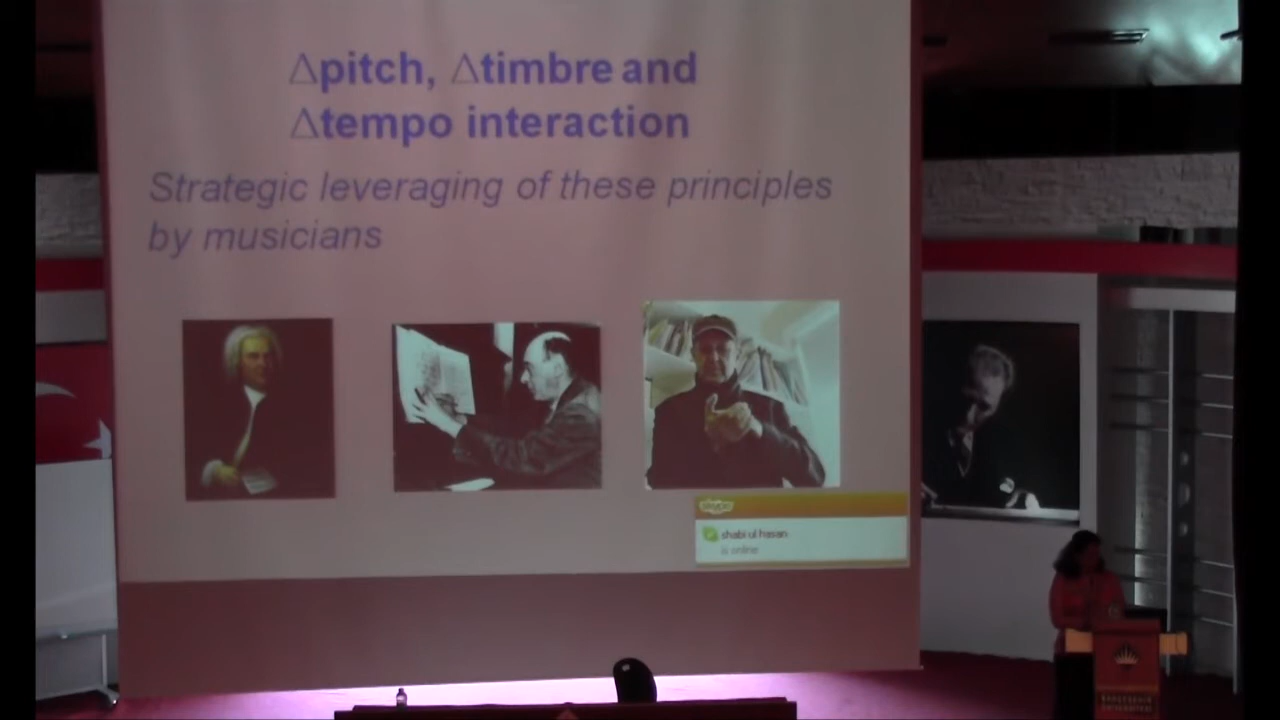 Δpitch, Δtimbre and
Δtempo interaction
Strategic leveraging of these principles
by musicians
skype
shabi ul hasan
is online